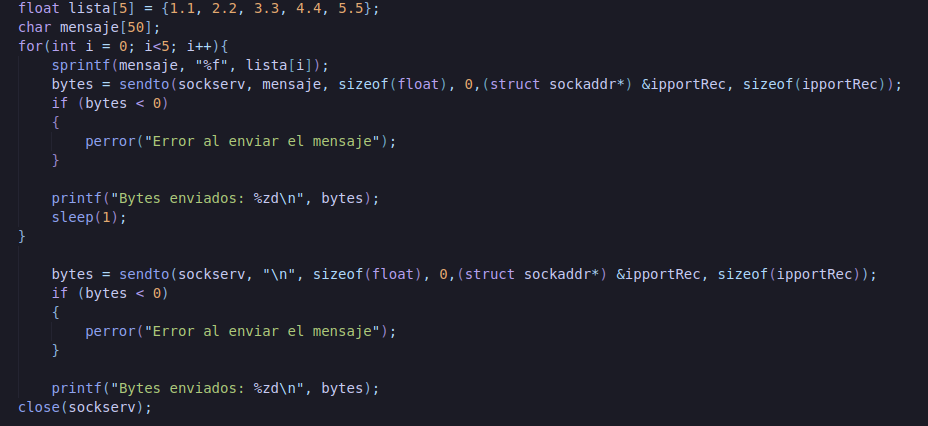 float lista[5] = {1.1, 2.2, 3.3, 4.4, 5.5};
char mensaje[50];
for(int i = 0; i<5; i++){
    sprintf(mensaje, "%f", lista[i]);
    bytes = sendto(sockserv, mensaje, sizeof(float), 0,(struct sockaddr*) &ipportRec, sizeof(ipportRec));
    if (bytes < 0)
    {
        perror("Error al enviar el mensaje");
    }

    printf("Bytes enviados: %zd\n", bytes);
    sleep(1);
}

    bytes = sendto(sockserv, "\n", sizeof(float), 0,(struct sockaddr*) &ipportRec, sizeof(ipportRec));
    if (bytes < 0)
    {
        perror("Error al enviar el mensaje");
    }

    printf("Bytes enviados: %zd\n", bytes);
close(sockserv);